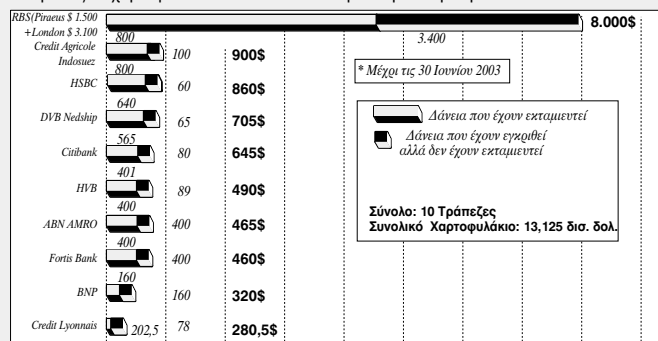 RBS(Piraeus $ 1.500
+London $ 3.100
3.400
8.000$
800
Credit Agricole
Indosuez
100
900$
800
HSBC
60
860$
640
DVB Nedship
65
705$
565
Citibank
80
645$
401
HVB
89
490$
400
ABN AMRO
400
465$
400
Fortis Bank
400
460$
160
BNP
160
320$
Credit Lyonnais
202,5
78
280,5$
* Μέχρι τις 30 Ιουνίου 2003
Δάνεια που έχουν εκταμιευτεί
Δάνεια που έχουν εγκριθεί
αλλά δεν έχουν εκταμιευτεί
Σύνολο: 10 Τράπεζες
Συνολικό Χαρτοφυλάκιο: 13,125 δισ. δολ.